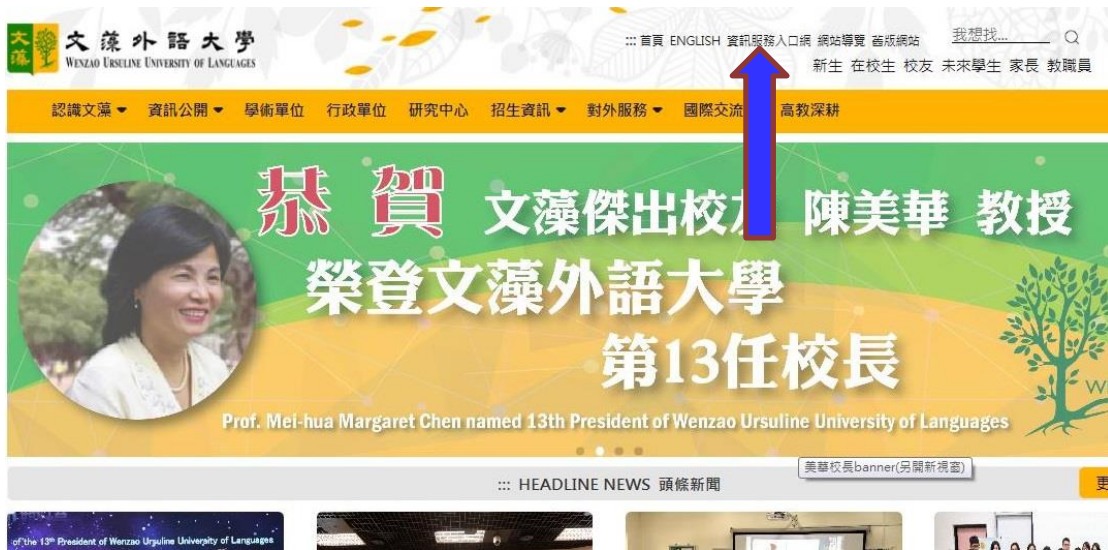 文藻外語大學
WENZAO URSULINE UNIVERSITY OF LANGUAGES
文藻
::: 首頁 ENGLISH 資訊服務入口網 網站導覽 舊版網站 我想找...
新生 在校生 校友 未來學生 家長 教職員
認識文藻 資訊公開 學術單位 行政單位 研究中心 招生資訊 對外服務 國際交流 高教深耕
恭賀 文藻傑出校友 陳美華 教授
榮登文藻外語大學
第13任校長
Prof. Mei-hua Margaret Chen named 13th President of Wenzao Ursuline University of Languages
美華校長banner(另開新視窗)
::: HEADLINE NEWS 頭條新聞
更
of the 13th President of Wenzao Ursuline University of Languages